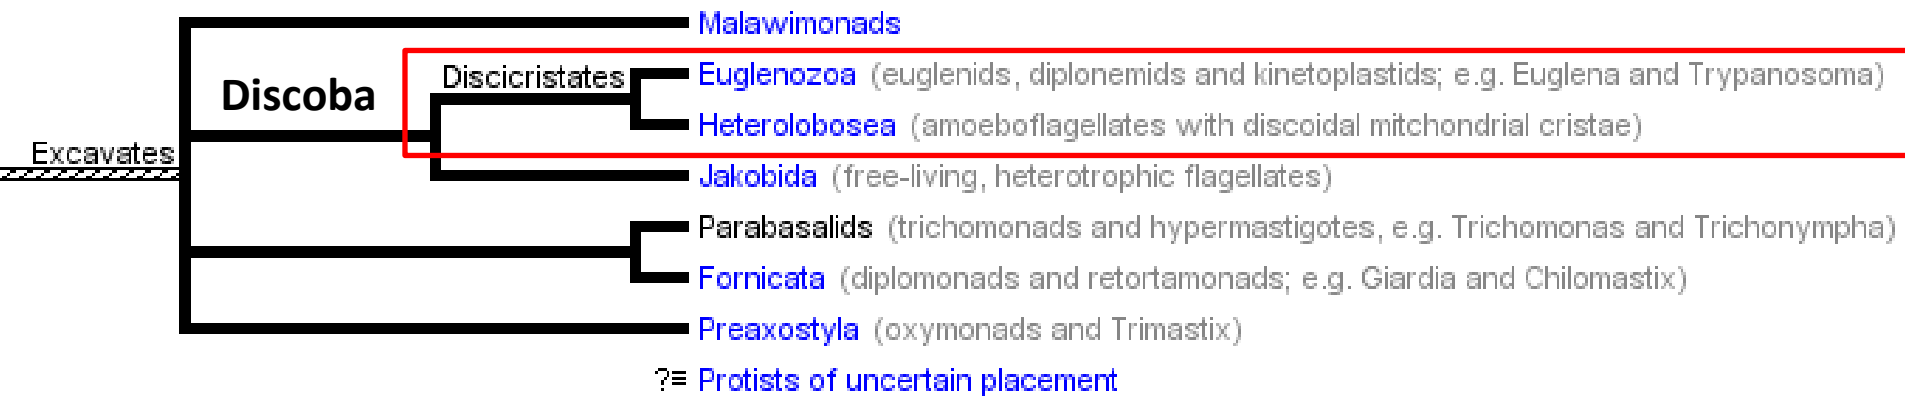 Malawimonads
Discicristates
Euglenozoa (euglenids, diplonemids and kinetoplastids; e.g. Euglena and Trypanosoma)
Discoba
Heterolobosea (amoeboflagellates with discoidal mitchondrial cristae)
Excavates
Jakobida (free-living, heterotrophic flagellates)
Parabasalids (trichomonads and hypermastigotes, e.g. Trichomonas and Trichonympha)
Fornicata (diplomonads and retortamonads; e.g. Giardia and Chilomastix)
Preaxostyla (oxymonads and Trimastix)
?≡ Protists of uncertain placement